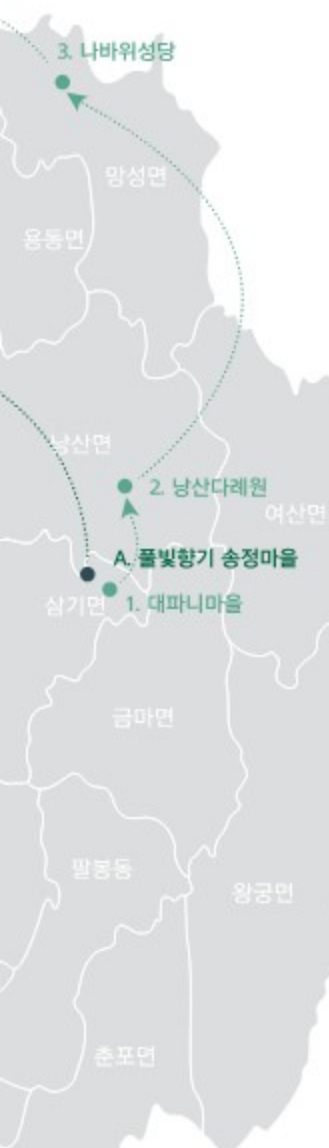 3. 나바위성당
망성면
용동면
낭산면
2. 낭산다례원
여산면
A. 풀빛향기 송정마을
삼기면
1. 대파니마을
금마면
팔봉동
왕궁면
춘포면